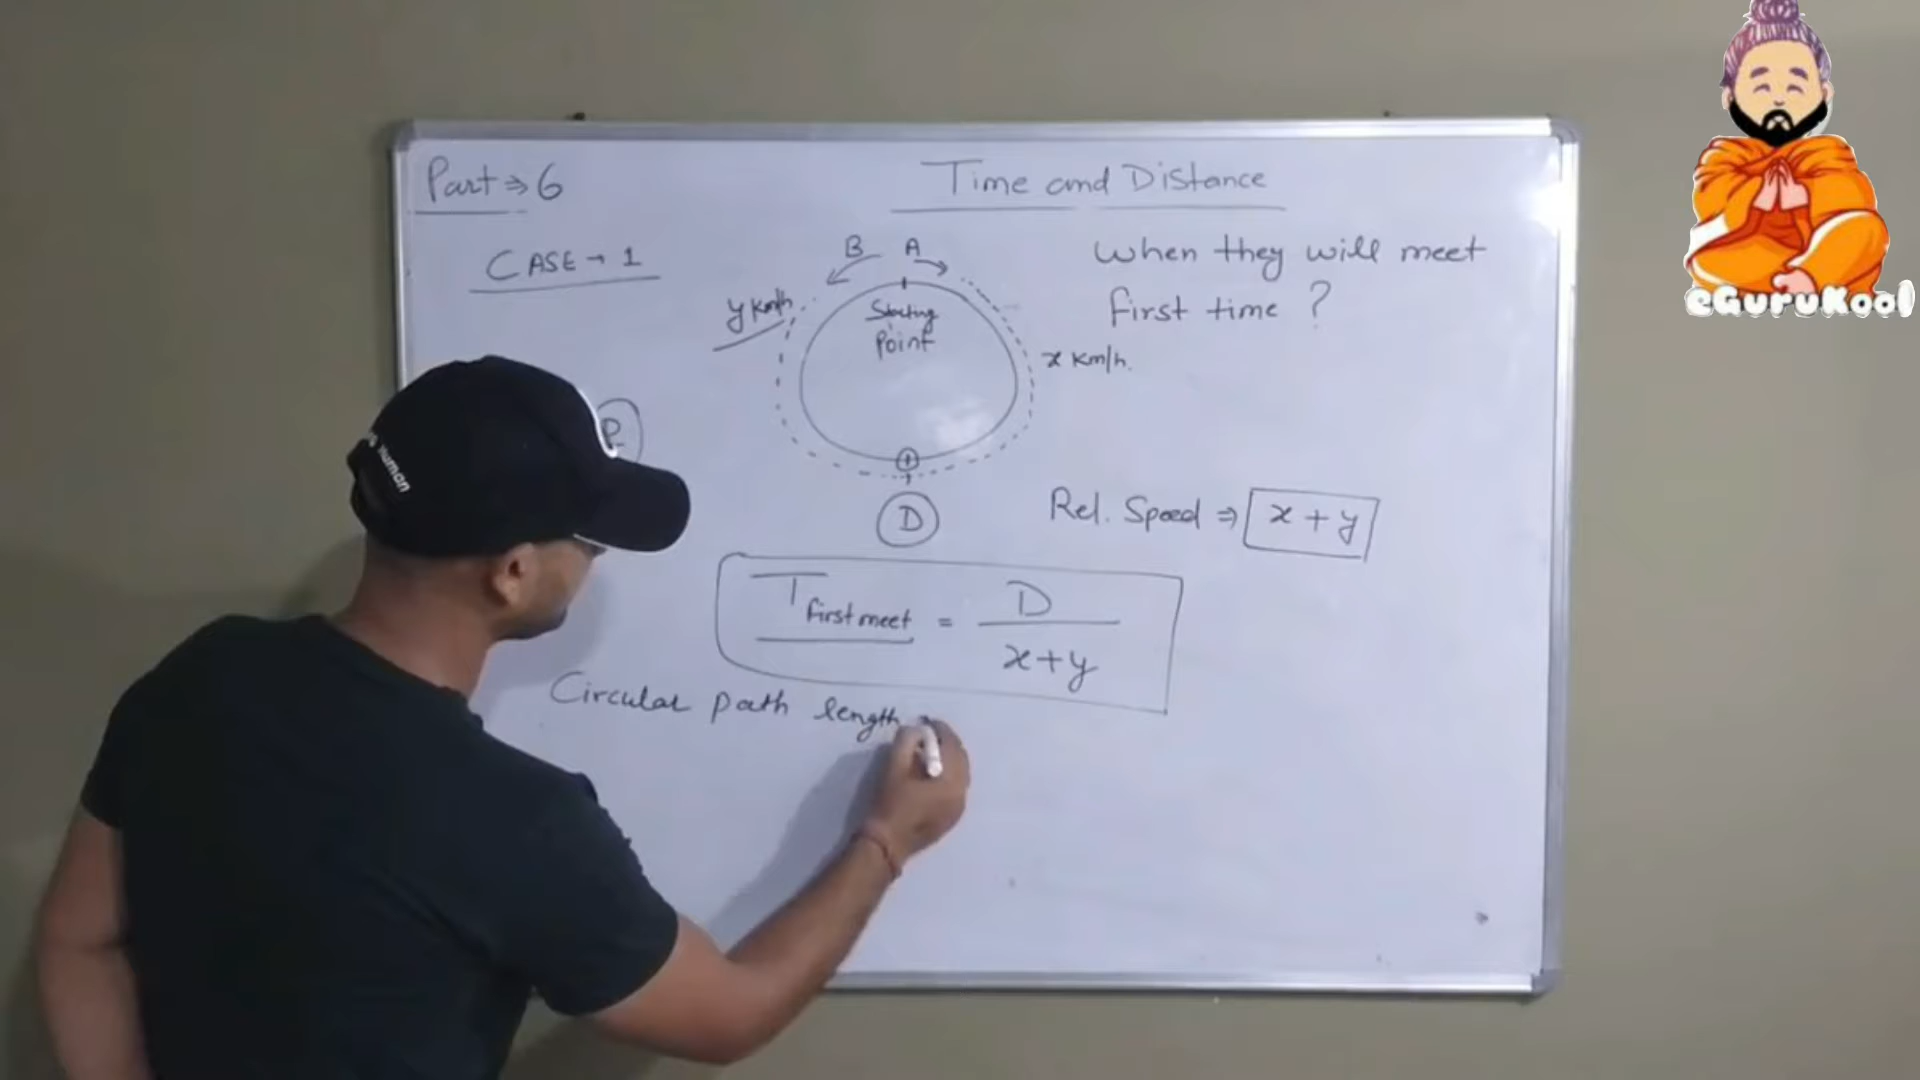 Part ⇒ 6
Time and Distance
CASE → 1
B A
When they will meet
first time ?
y km/h
Starting
Point
x km/h.
P
D
Rel. Speed ⇒ x + y
T first meet = D / x+y
Circular path length
Human
eGuruKool